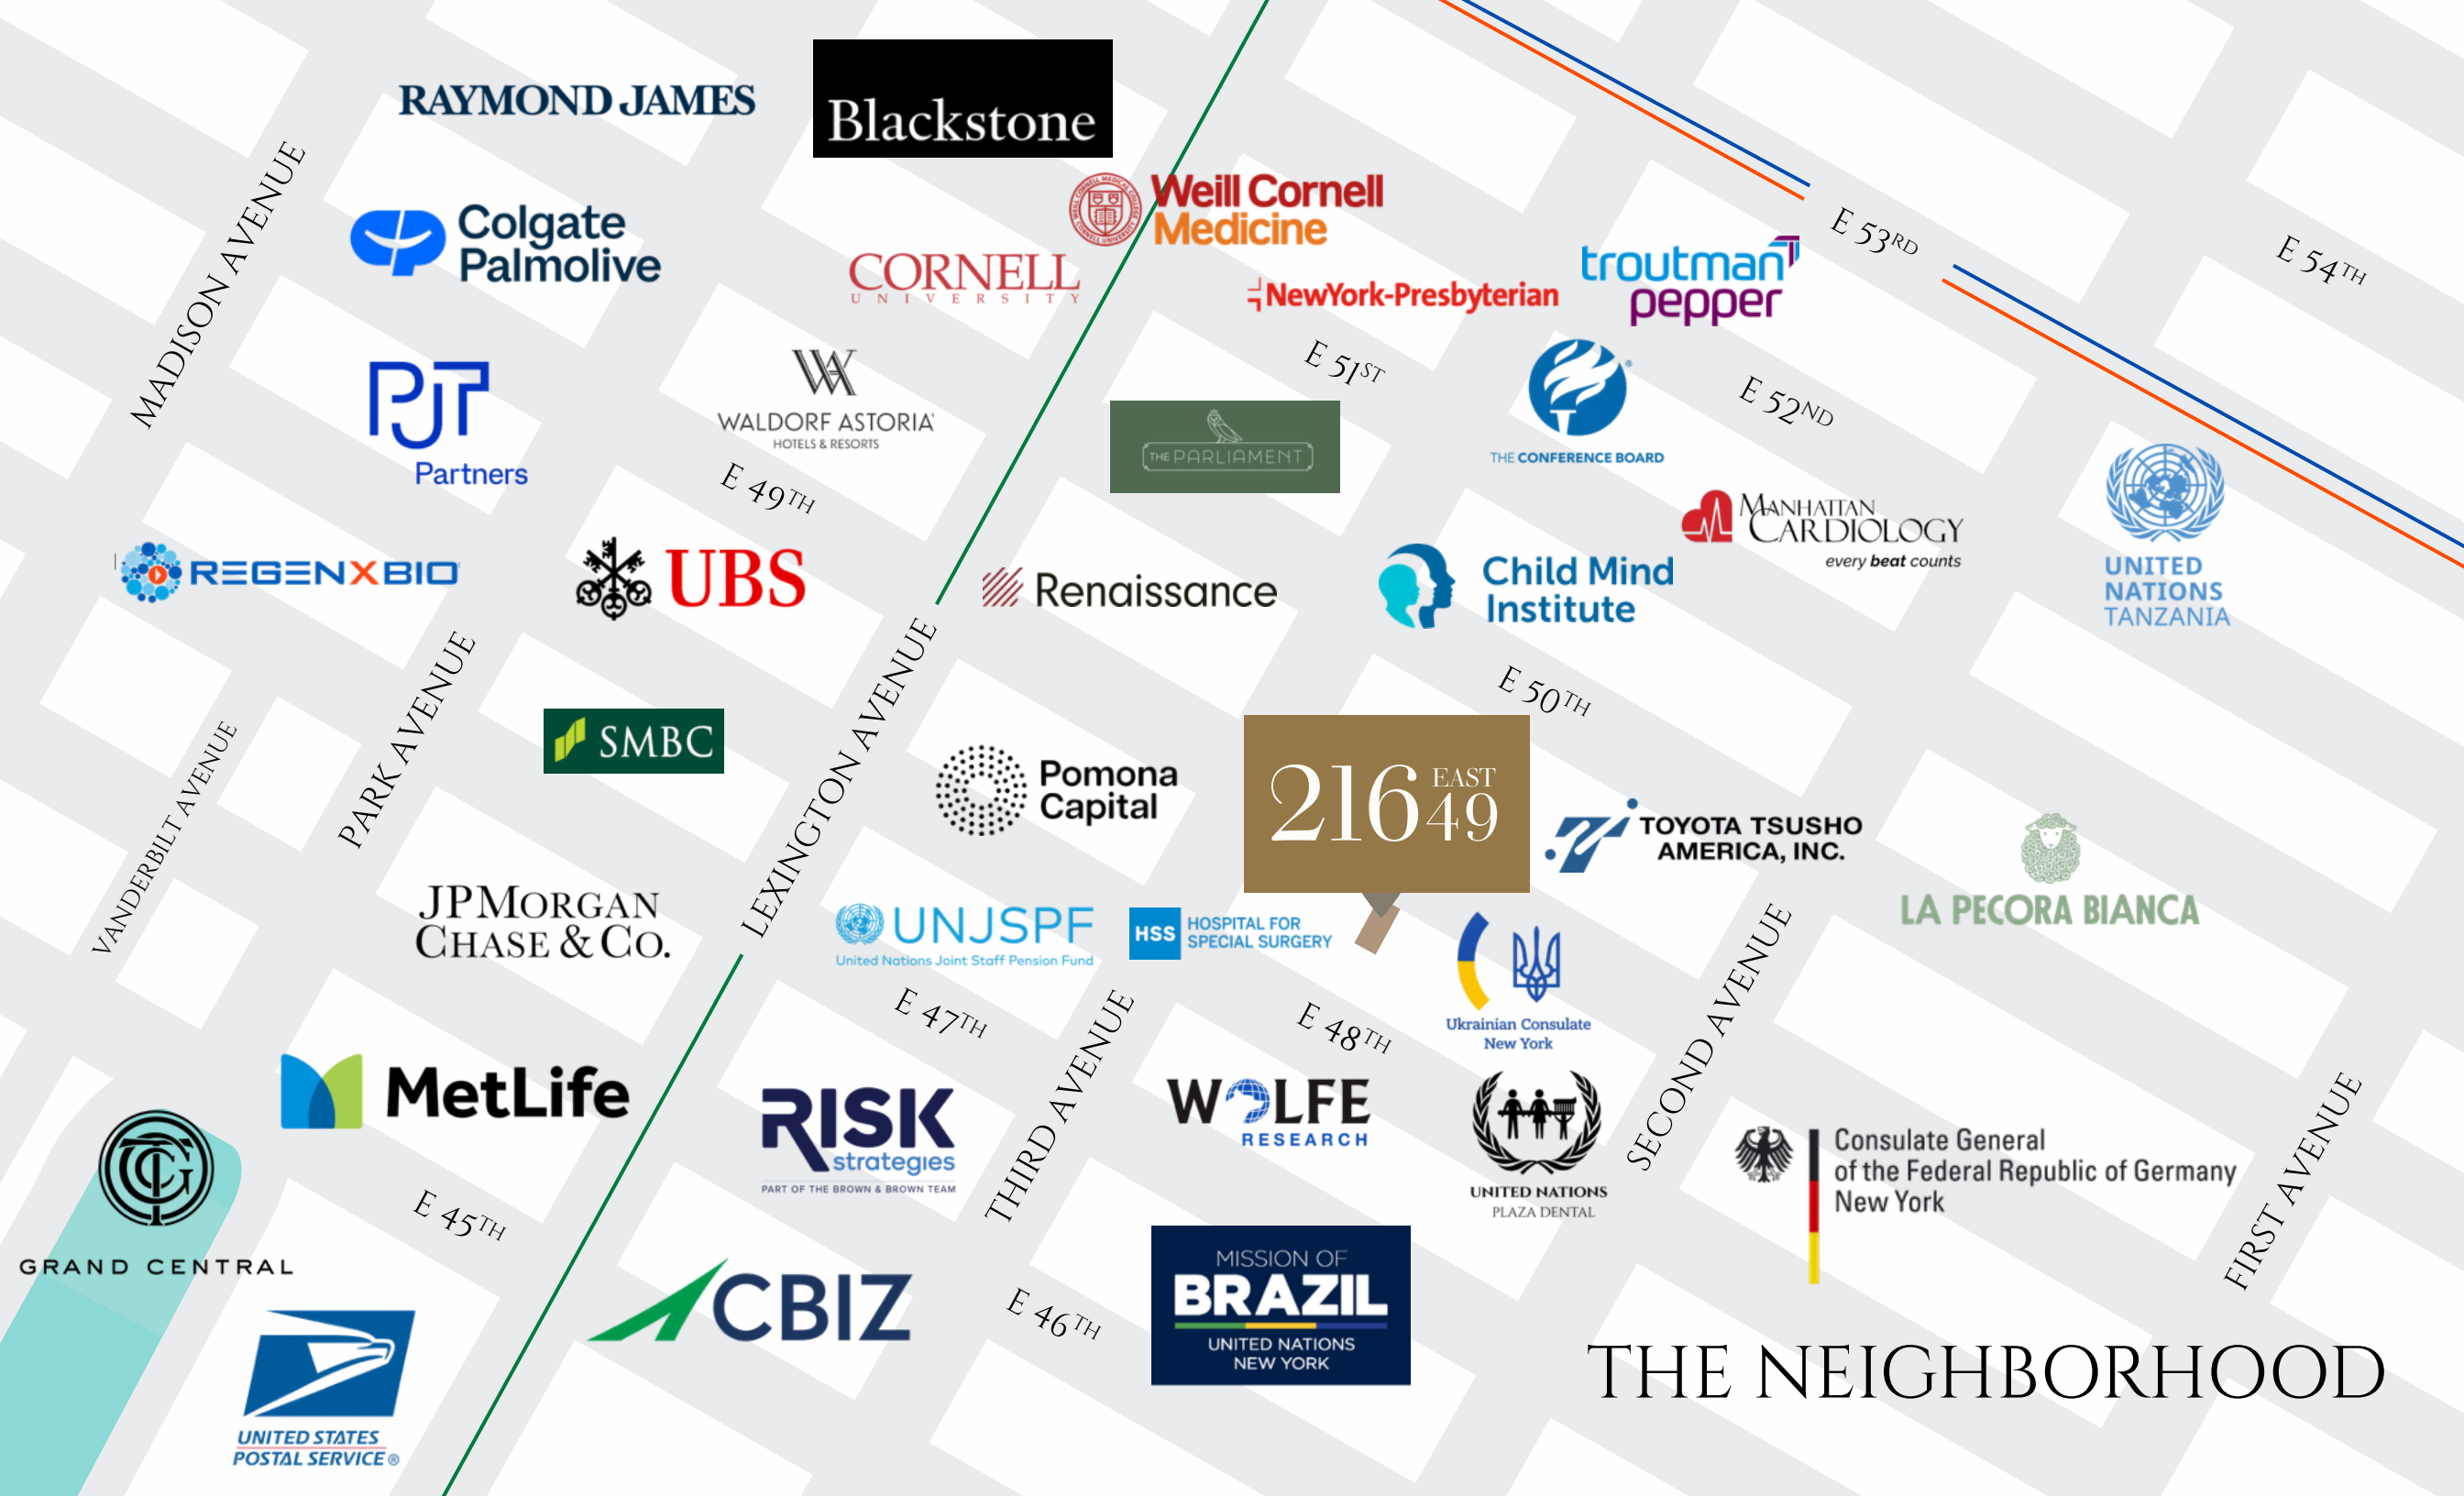 RAYMOND JAMES
Blackstone
MADISON AVENUE
Colgate
Palmolive
CORNELL
UNIVERSITY
Weill Cornell
Medicine
NewYork-Presbyterian
troutman
pepper
E 53RD
E 54TH
PJT
Partners
WALDORF ASTORIA
HOTELS & RESORTS
E 49TH
E 51ST
THE PARLIAMENT
THE CONFERENCE BOARD
E 52ND
MANHATTAN
CARDIOLOGY
every beat counts
UNITED
NATIONS
TANZANIA
REGENXBIO
UBS
Renaissance
Child Mind
Institute
E 50TH
VANDERBILT AVENUE
PARK AVENUE
SMBC
LEXINGTON AVENUE
Pomona
Capital
216 EAST
49
TOYOTA TSUSHO
AMERICA, INC.
LA PECORA BIANCA
JPMORGAN
CHASE & CO.
UNJSPF
United Nations Joint Staff Pension Fund
HSS
HOSPITAL FOR
SPECIAL SURGERY
E 47TH
E 48TH
Ukrainian Consulate
New York
SECOND AVENUE
MetLife
RISK
strategies
PART OF THE BROWN & BROWN TEAM
THIRD AVENUE
WOLFE
RESEARCH
UNITED NATIONS
PLAZA DENTAL
Consulate General
of the Federal Republic of Germany
New York
FIRST AVENUE
GRAND CENTRAL
E 45TH
CBIZ
E 46TH
MISSION OF
BRAZIL
UNITED NATIONS
NEW YORK
THE NEIGHBORHOOD
UNITED STATES
POSTAL SERVICE®